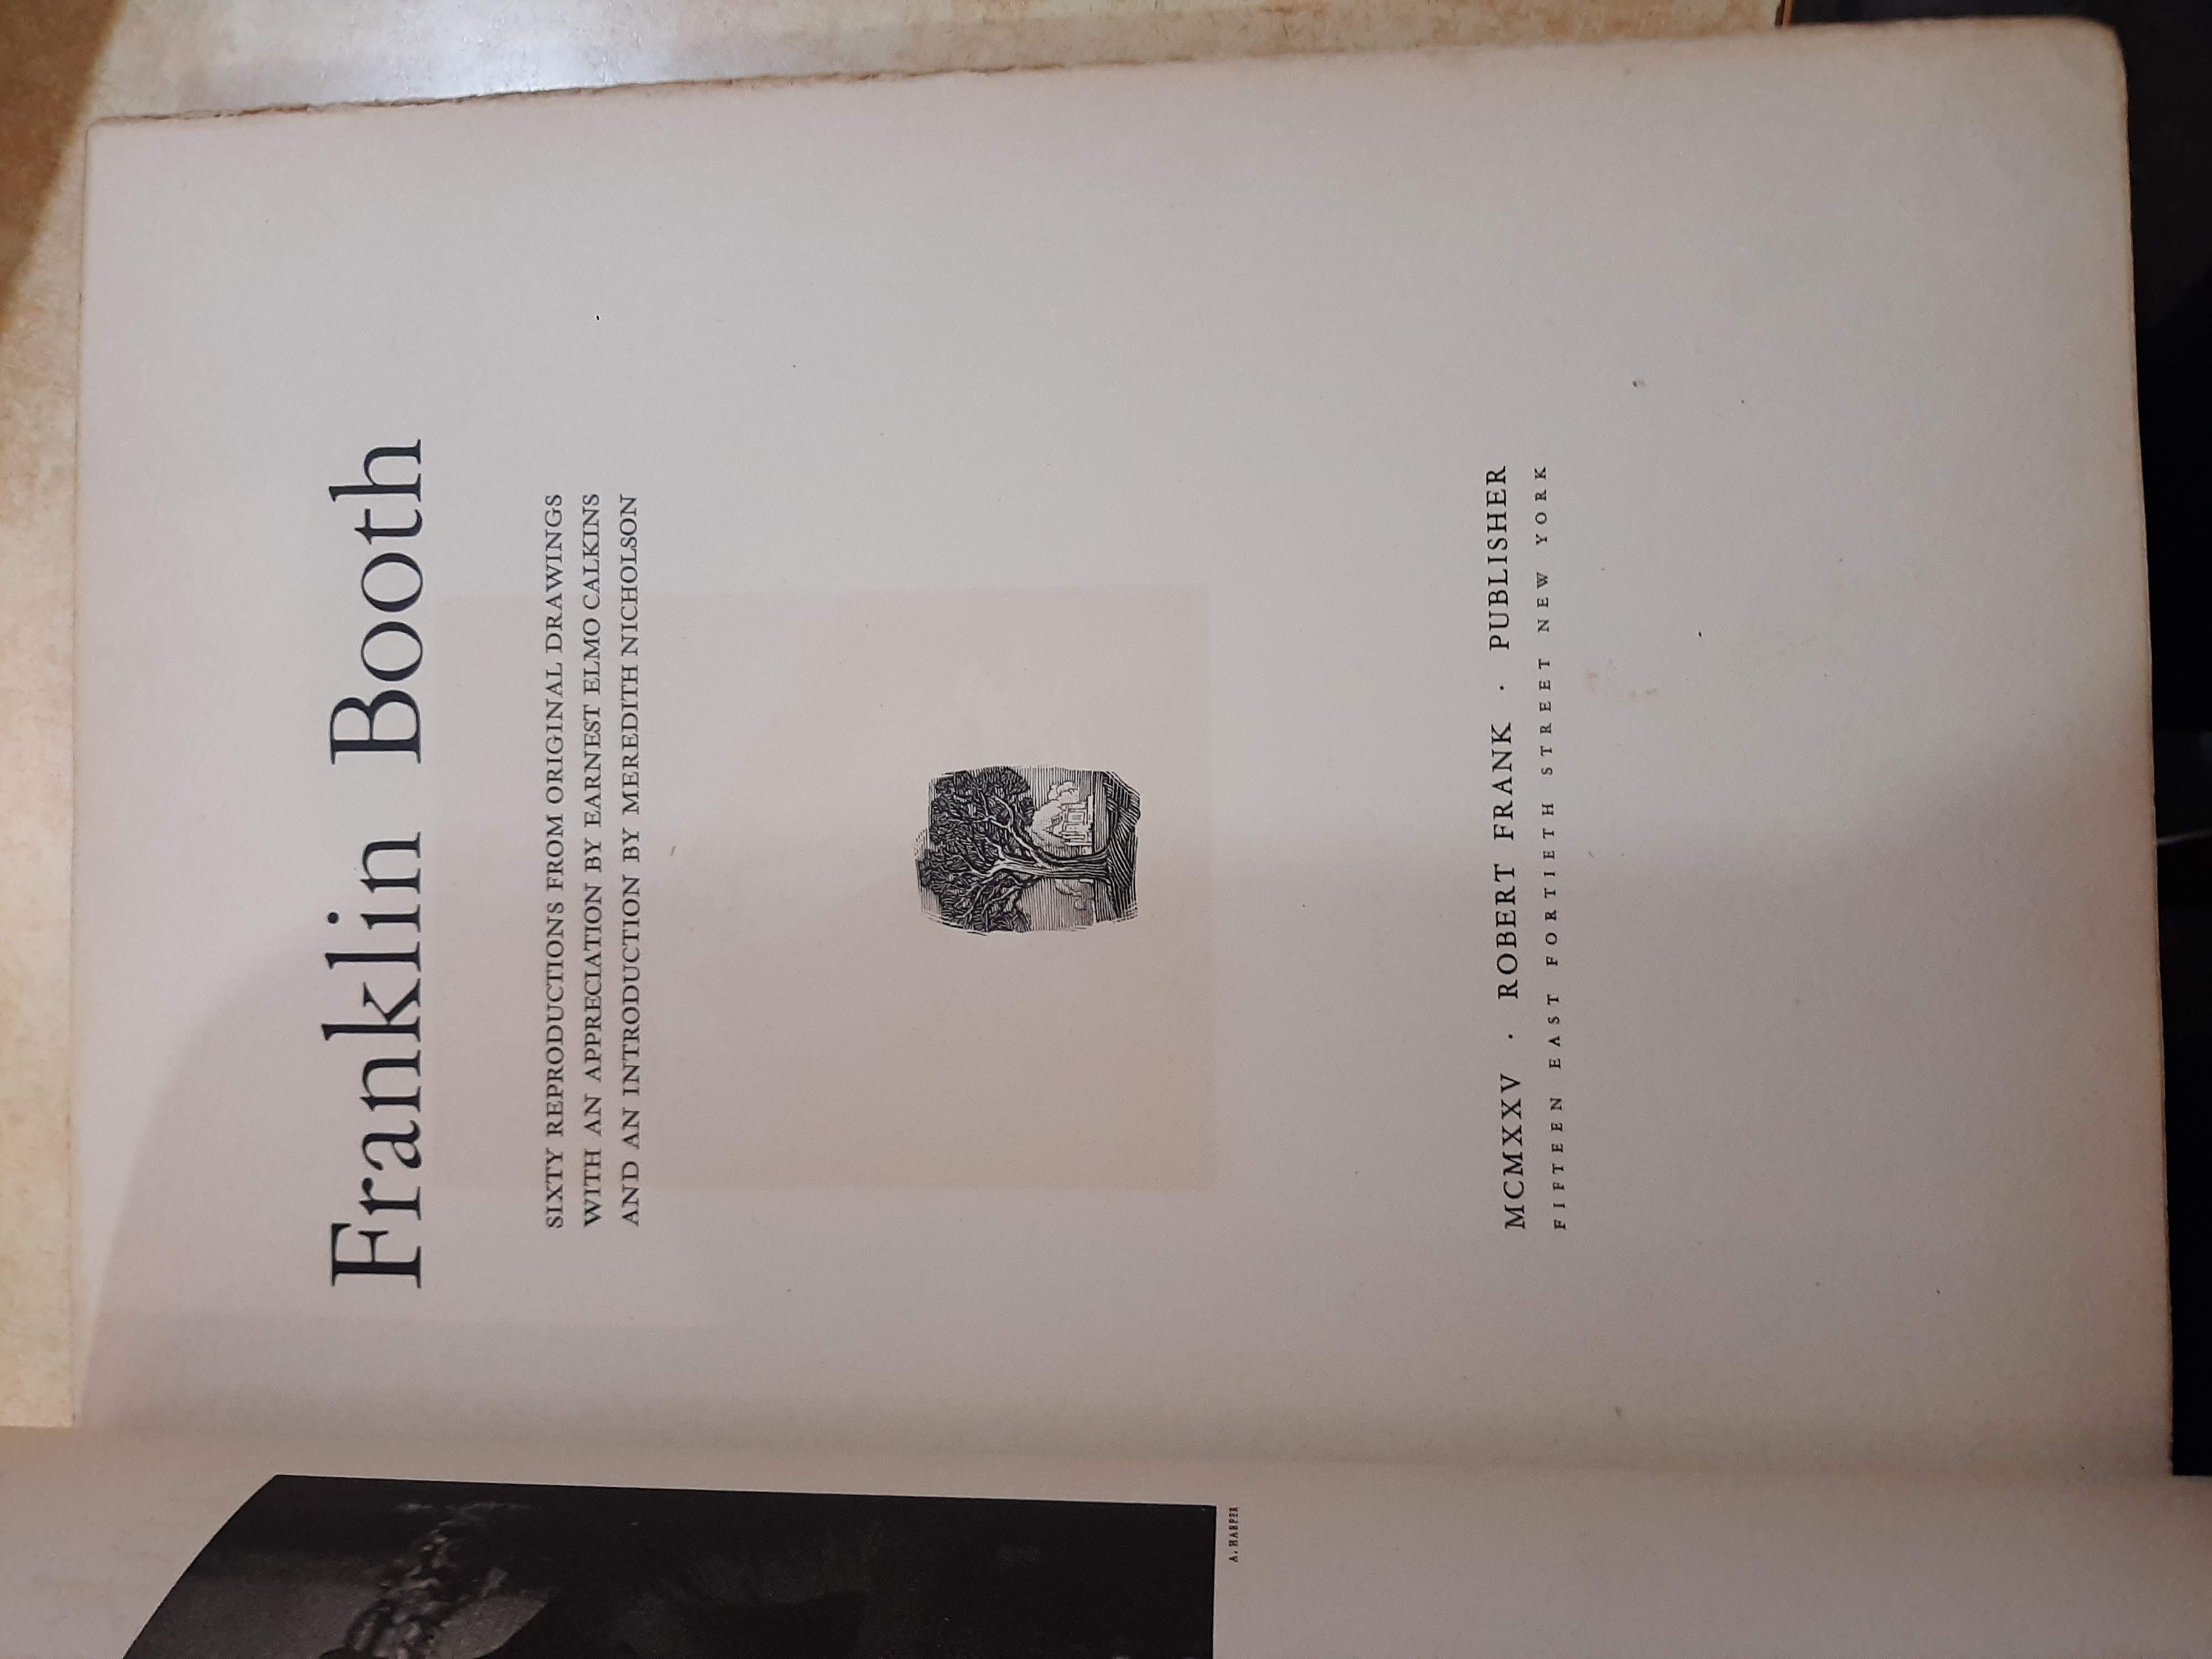 Franklin Booth
SIXTY REPRODUCTIONS FROM ORIGINAL DRAWINGS
WITH AN APPRECIATION BY EARNEST ELMO CALKINS
AND AN INTRODUCTION BY MEREDITH NICHOLSON
MCMXXV · ROBERT FRANK · PUBLISHER
FIFTEEN EAST FORTIETH STREET NEW YORK
A. HARPER